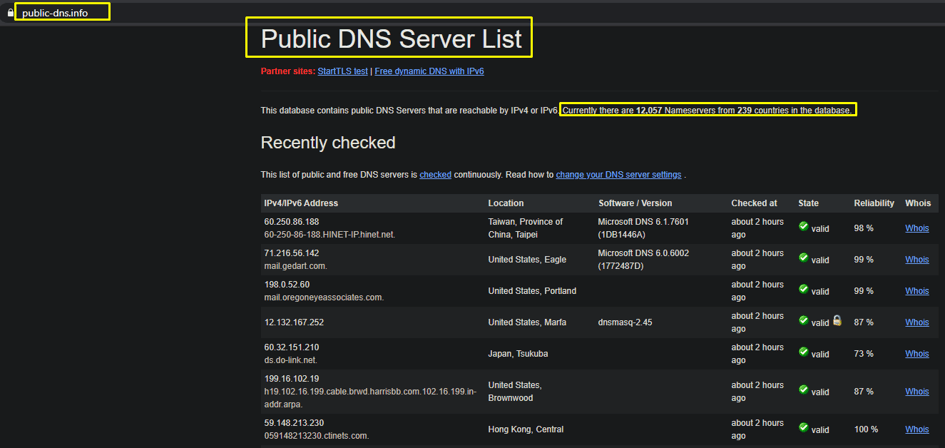 public-dns.info
Public DNS Server List
Partner sites: StartTLS test | Free dynamic DNS with IPv6
This database contains public DNS Servers that are reachable by IPv4 or IPv6. Currently there are 12,057 Nameservers from 239 countries in the database.
Recently checked
This list of public and free DNS servers is checked continuously. Read how to change your DNS server settings .
IPv4/IPv6 Address Location Software / Version Checked at State Reliability Whois
60.250.86.188 Taiwan, Province of Microsoft DNS 6.1.7601 about 2 hours valid 98 % Whois
60-250-86-188.HINET-IP.hinet.net. China, Taipei (1DB1446A) ago
71.216.56.142 United States, Eagle Microsoft DNS 6.0.6002 about 2 hours valid 99 % Whois
mail.gedart.com. (1772487D) ago
198.0.52.60 United States, Portland about 2 hours valid 99 % Whois
mail.oregoneyeassociates.com. ago
12.132.167.252 United States, Marfa dnsmasq-2.45 about 2 hours valid 87 % Whois
ago
60.32.151.210 Japan, Tsukuba about 2 hours valid 73 % Whois
ds.do-link.net. ago
199.16.102.19 United States, about 2 hours valid 87 % Whois
h19.102.16.199.cable.brwd.harrisbb.com.102.16.199.in- Brownwood ago
addr.arpa.
59.148.213.230 Hong Kong, Central about 2 hours valid 100 % Whois
059148213230.ctinets.com. ago